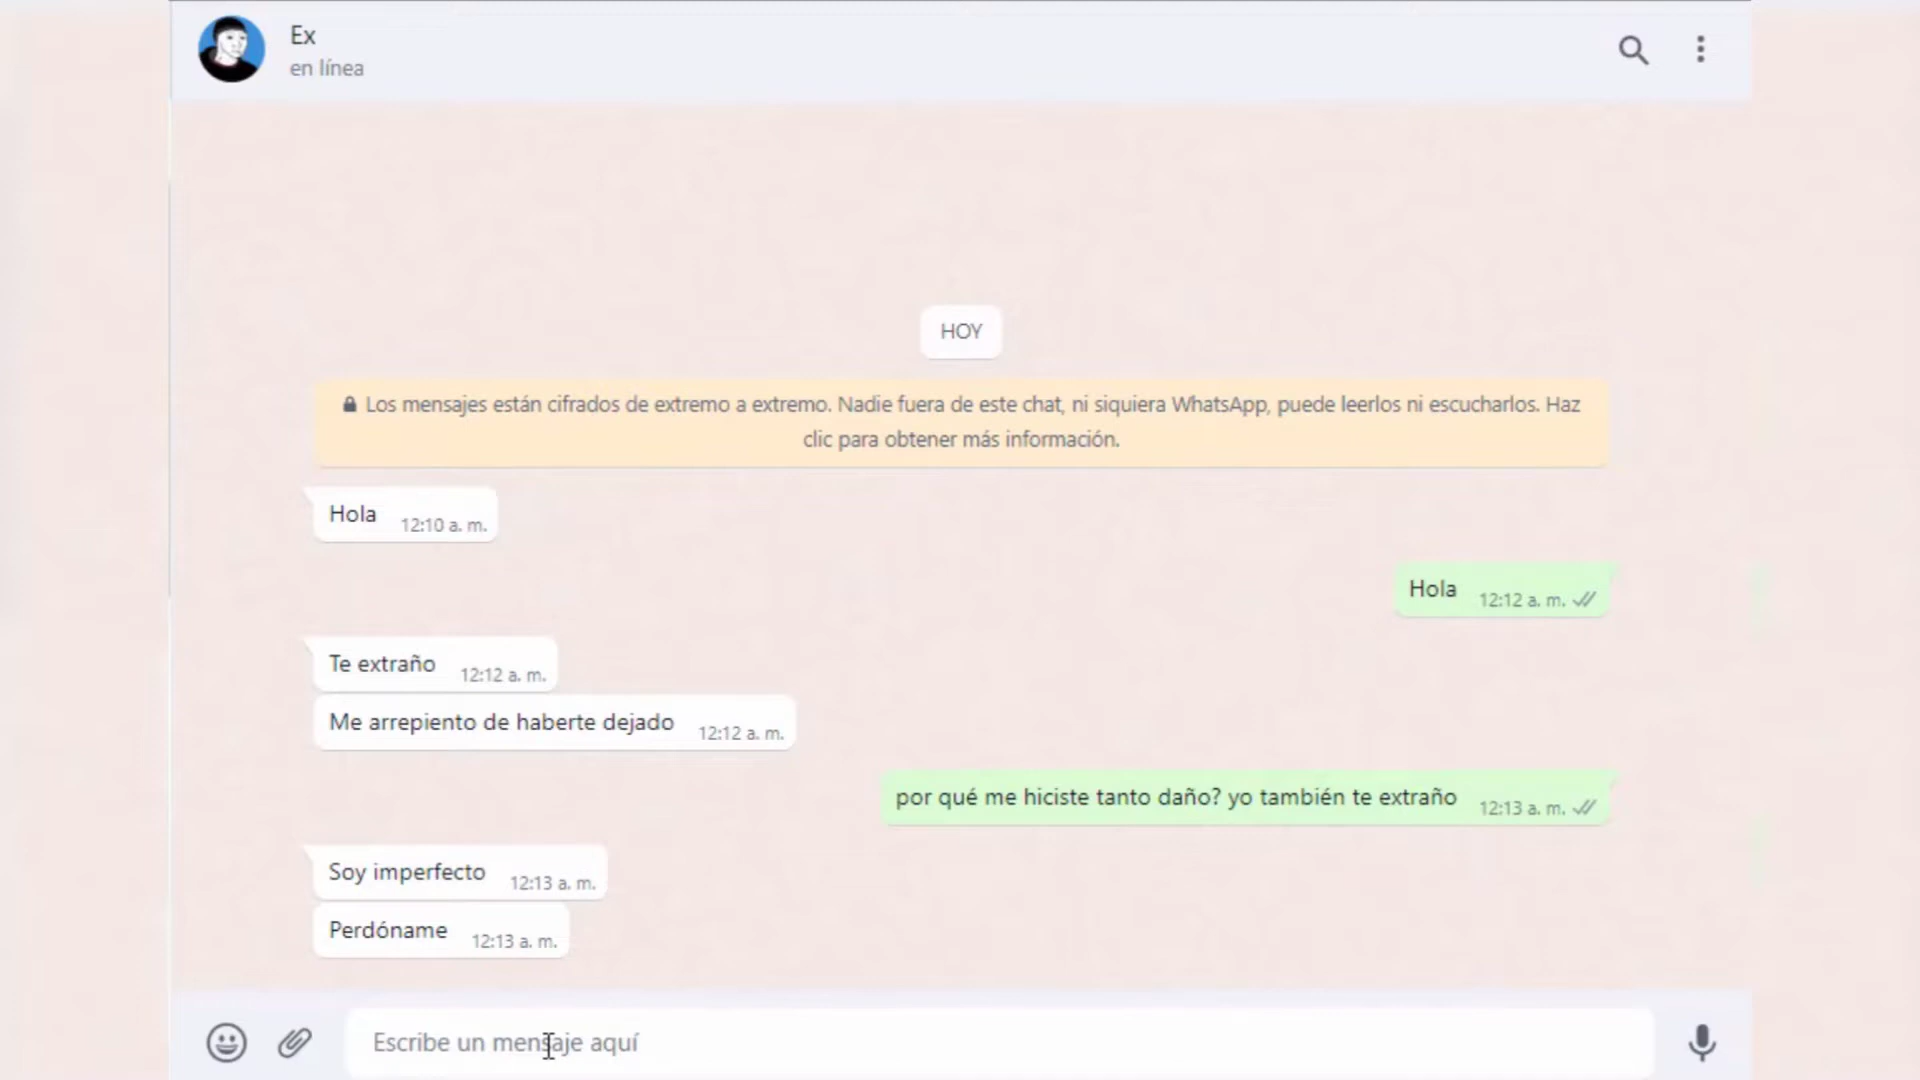 Ex
en línea
HOY
Los mensajes están cifrados de extremo a extremo. Nadie fuera de este chat, ni siquiera WhatsApp, puede leerlos ni escucharlos. Haz
clic para obtener más información.
Hola 12:10 a. m.
Hola 12:12 a. m.
Te extraño 12:12 a. m.
Me arrepiento de haberte dejado 12:12 a. m.
por qué me hiciste tanto daño? yo también te extraño 12:13 a. m.
Soy imperfecto 12:13 a. m.
Perdóname 12:13 a. m.
Escribe un mensaje aquí